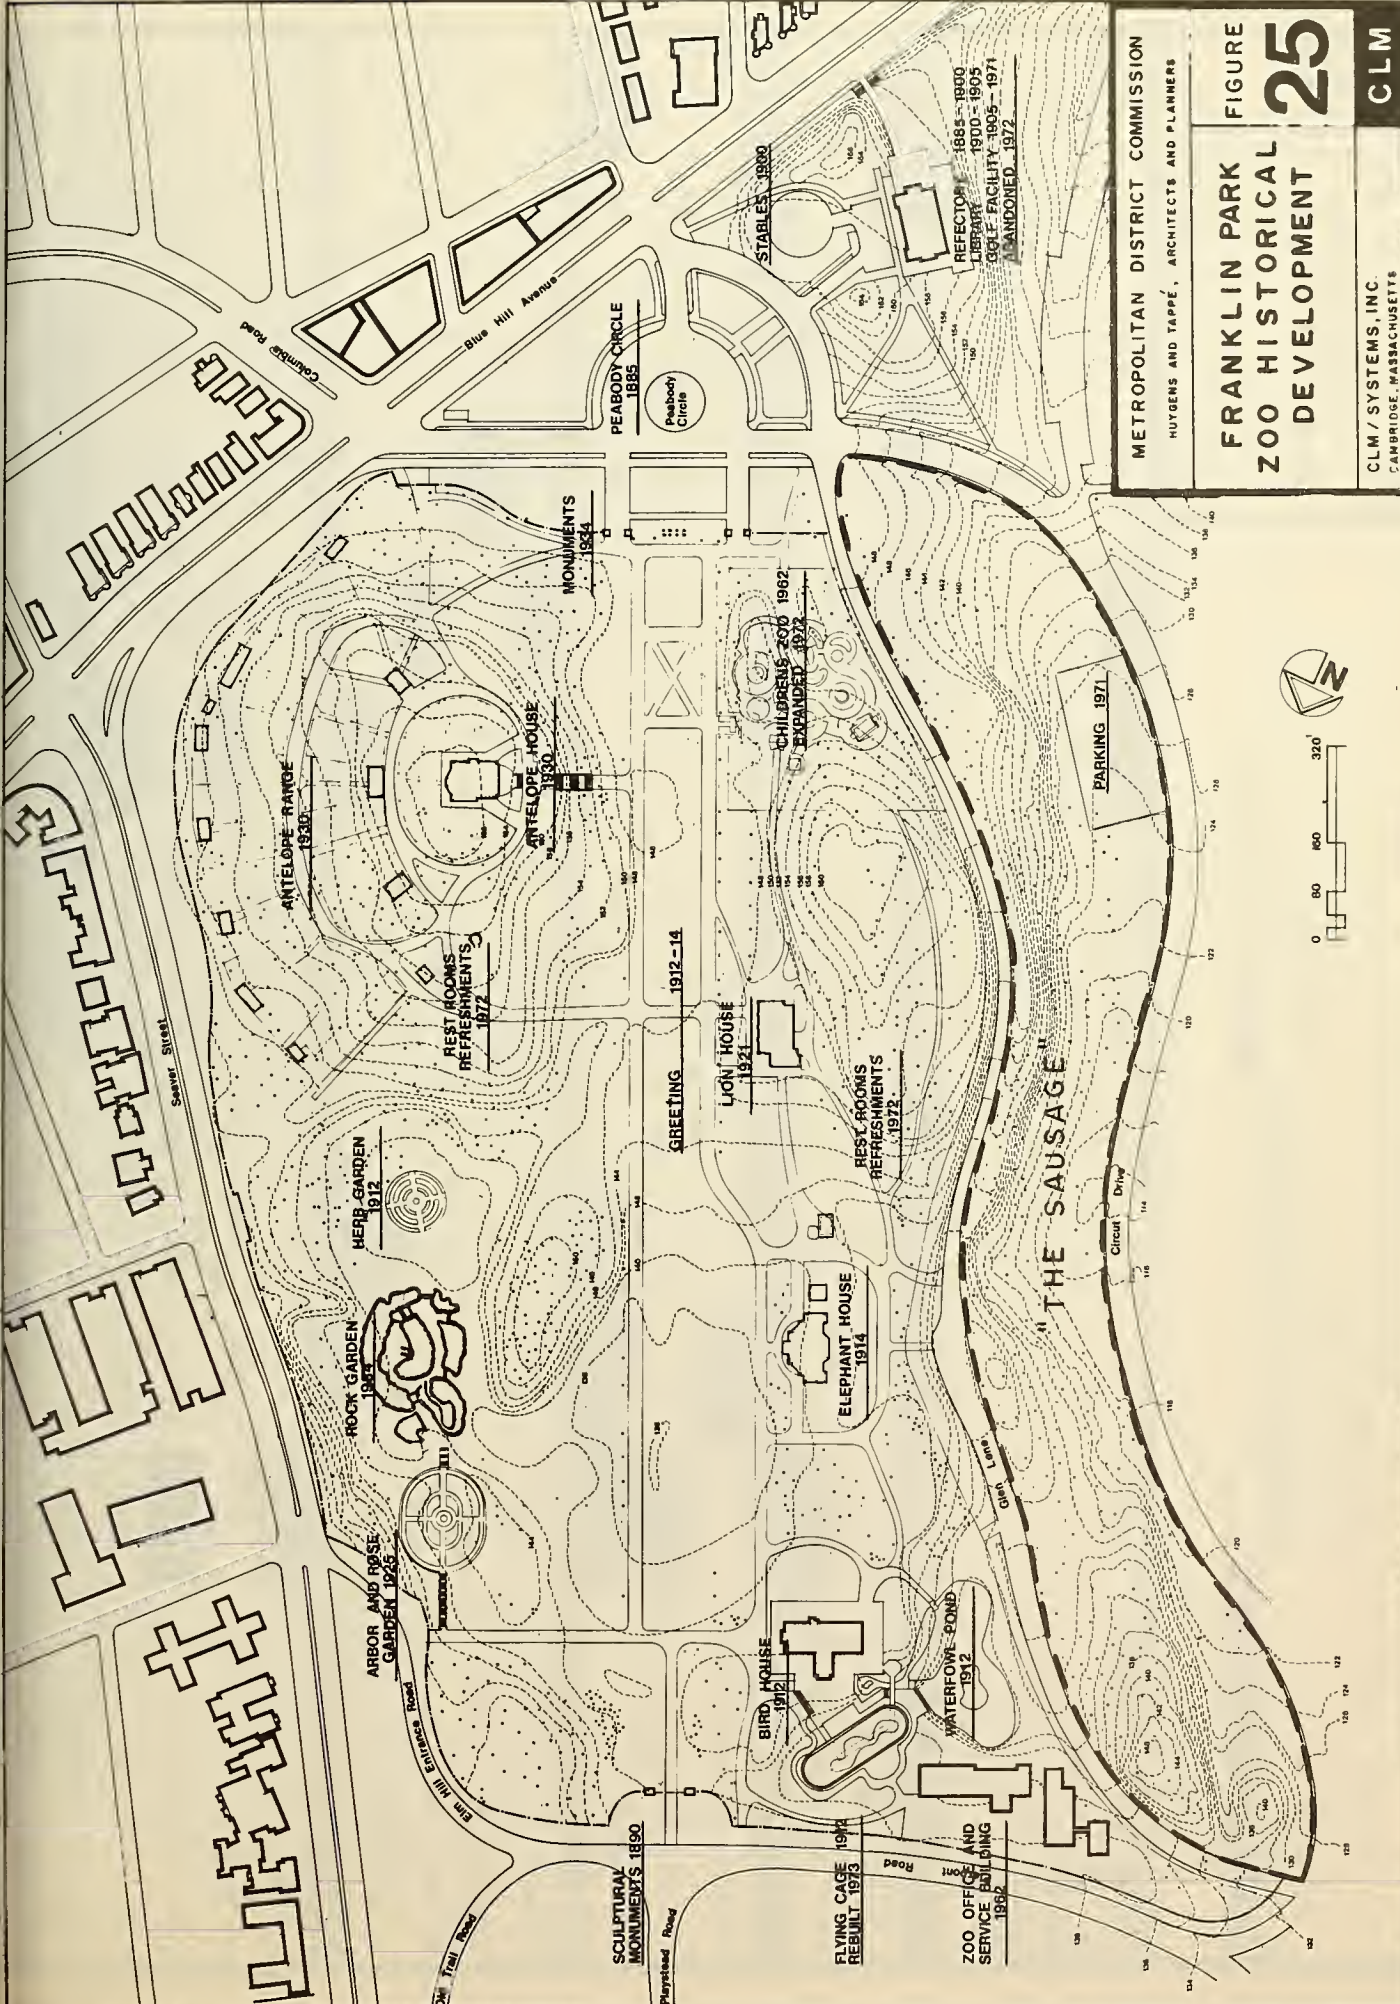 METROPOLITAN DISTRICT COMMISSION
HUYGENS AND TAPPÉ, ARCHITECTS AND PLANNERS
FRANKLIN PARK
ZOO HISTORICAL
DEVELOPMENT
FIGURE
25
CLM / SYSTEMS, INC.
CAMBRIDGE, MASSACHUSETTS
CLM
Columbia Road
Blue Hill Avenue
Seaver Street
STABLES 1900
REFECTORY 1885-1900
LIBRARY 1900-1905
GOLF FACILITY 1905-1971
ABANDONED 1972
PEABODY CIRCLE
1885
Peabody
Circle
MONUMENTS
1934
CHILDRENS ZOO 1962
EXPANDED 1972
ANTELOPE HOUSE
1930
ANTELOPE RANGE
1930
PARKING 1971
REST ROOMS
REFRESHMENTS
1972
GREETING 1912-14
LION HOUSE
1921
REST ROOMS
REFRESHMENTS
1972
"THE SAUSAGE"
Circut Drive
HERB GARDEN
1912
ROCK GARDEN
ELEPHANT HOUSE
1914
Glen Lane
ARBOR AND ROSE
GARDEN 1925
BIRD HOUSE
1912
WATERFOWL POND
1912
Elm Hill Entrance Road
SCULPTURAL
MONUMENTS 1890
FLYING CAGE 1912
REBUILT 1973
ZOO OFFICE AND
SERVICE BUILDING
1962
Pont Road
Trail Road
Playstead Road
0 80 160 320'
N